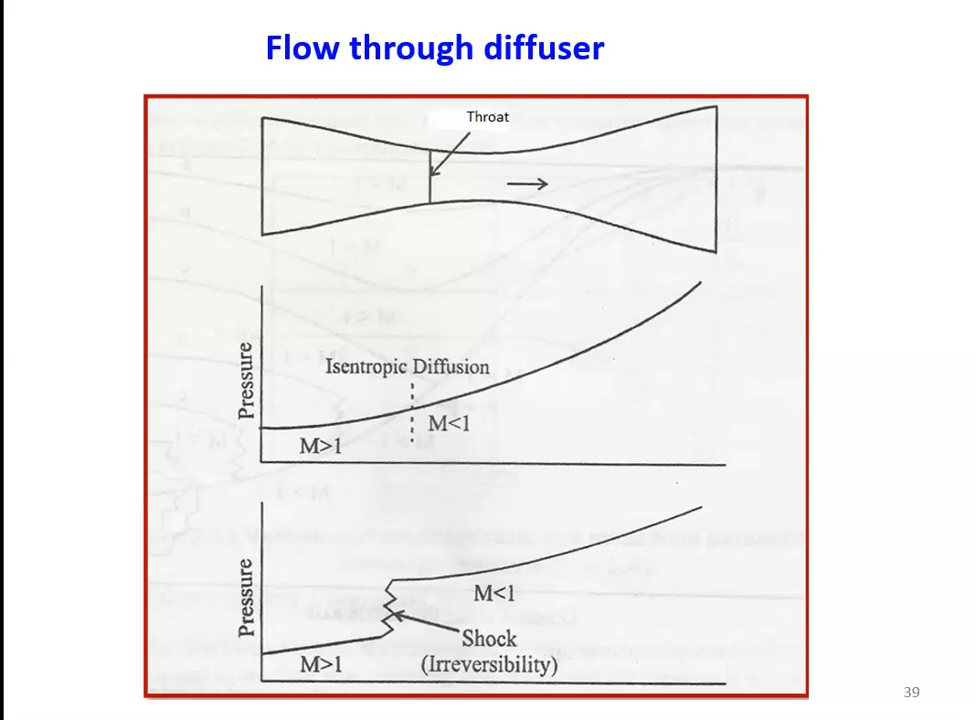 Flow through diffuser
Throat
Pressure
Isentropic Diffusion
M<1
M>1
Pressure
M<1
Shock
(Irreversibility)
M>1
39